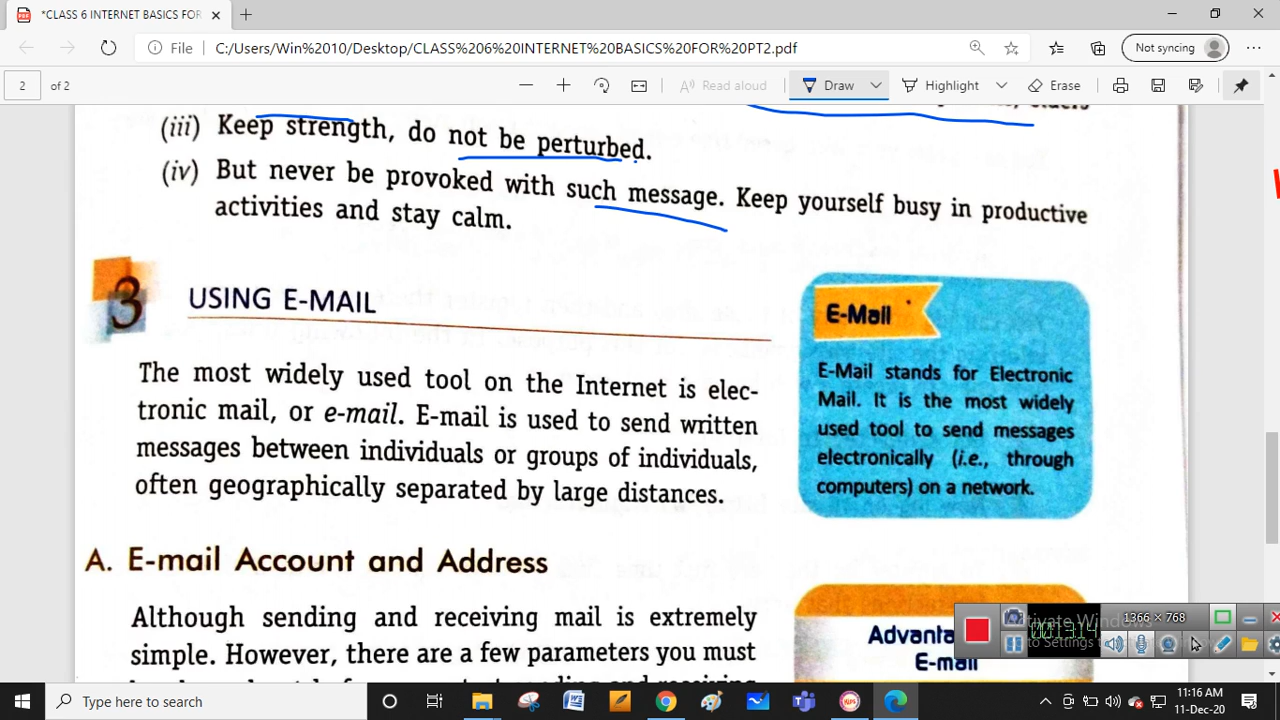 *CLASS 6 INTERNET BASICS FOR
File C:/Users/Win%2010/Desktop/CLASS%206%20INTERNET%20BASICS%20FOR%20PT2.pdf Not syncing
2 of 2 Read aloud Draw Highlight Erase
(iii) Keep strength, do not be perturbed.
(iv) But never be provoked with such message. Keep yourself busy in productive
activities and stay calm.
3 USING E-MAIL
The most widely used tool on the Internet is elec-
tronic mail, or e-mail. E-mail is used to send written
messages between individuals or groups of individuals,
often geographically separated by large distances.
E-Mail
E-Mail stands for Electronic
Mail. It is the most widely
used tool to send messages
electronically (i.e., through
computers) on a network.
A. E-mail Account and Address
Although sending and receiving mail is extremely
simple. However, there are a few parameters you must
E-mail
Activate Windows
to Settings to
1366 × 768
Type here to search
11:16 AM
11-Dec-20